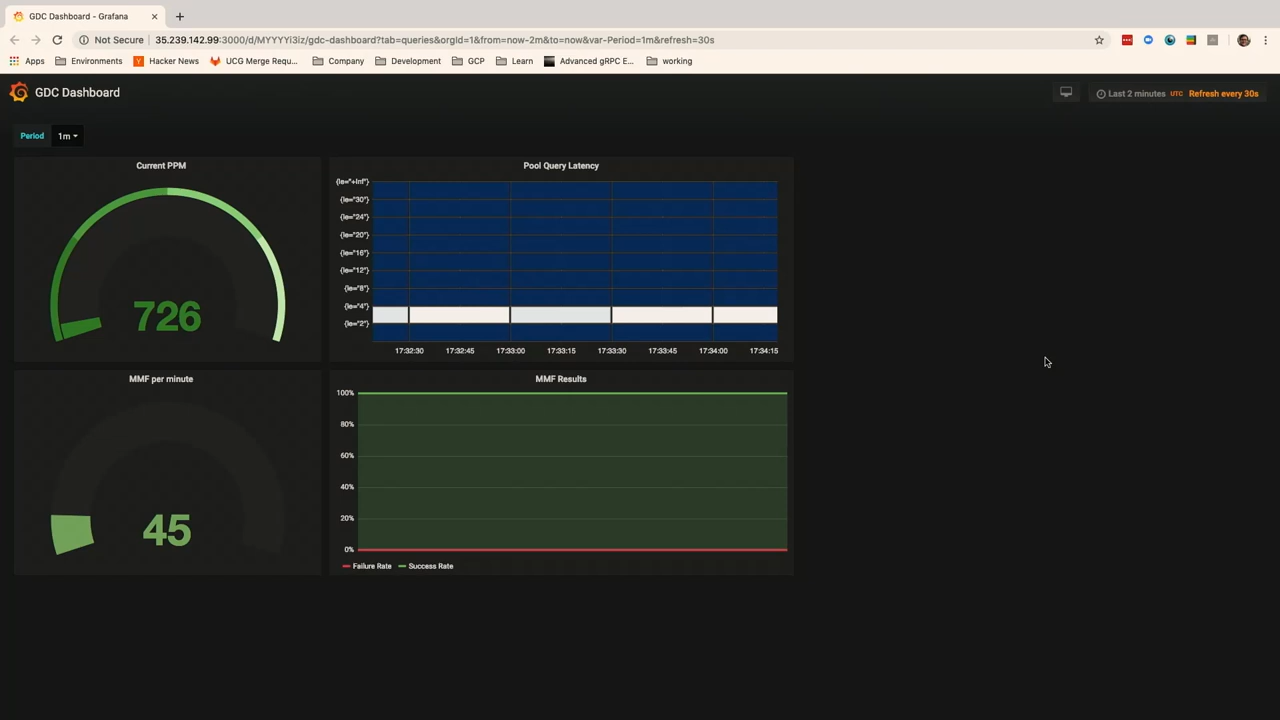 GDC Dashboard - Grafana
Not Secure
35.239.142.99:3000/d/MYYYYi3iz/gdc-dashboard?tab=queries&orgId=1&from=now-2m&to=now&var-Period=1m&refresh=30s
Apps
Environments
Hacker News
UCG Merge Requ...
Company
Development
GCP
Learn
Advanced gRPC E...
working
GDC Dashboard
Last 2 minutes UTC Refresh every 30s
Period 1m
Current PPM
726
Pool Query Latency
{le="+Inf"}
{le="30"}
{le="24"}
{le="20"}
{le="16"}
{le="12"}
{le="8"}
{le="4"}
{le="2"}
17:32:30 17:32:45 17:33:00 17:33:15 17:33:30 17:33:45 17:34:00 17:34:15
MMF per minute
45
MMF Results
100%
80%
60%
40%
20%
0%
Failure Rate Success Rate